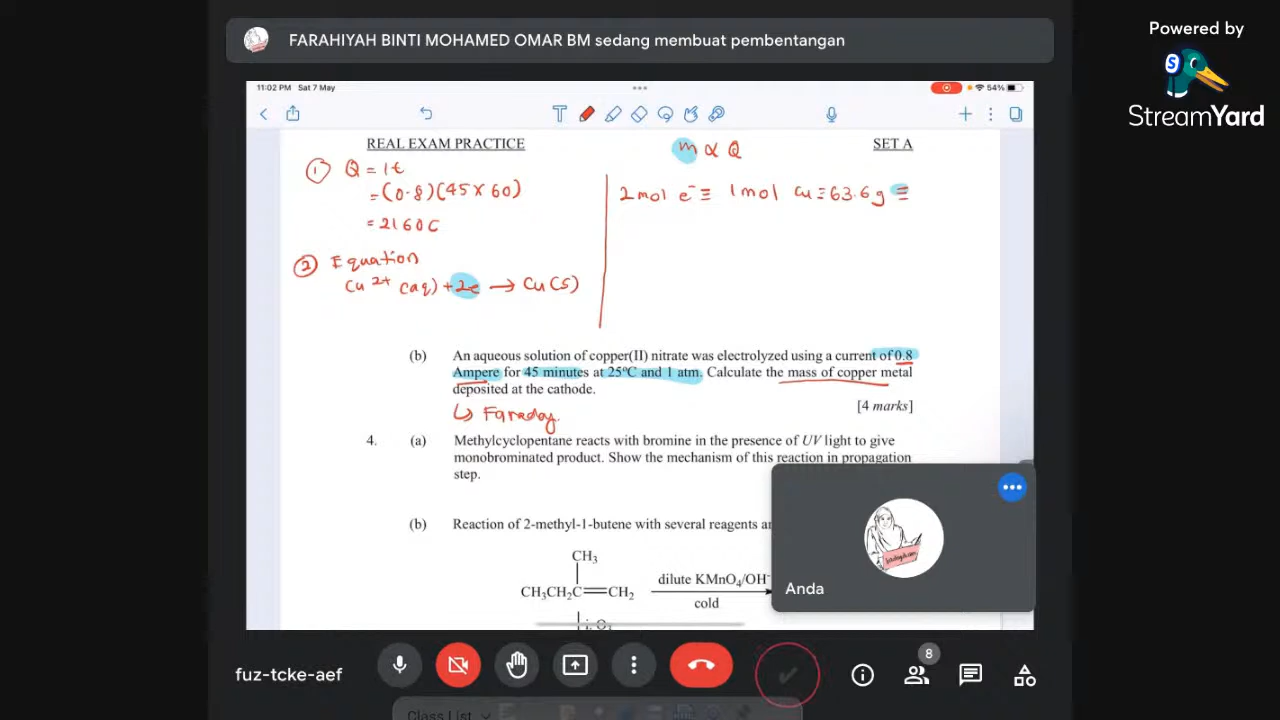 FARAHIYAH BINTI MOHAMED OMAR BM sedang membuat pembentangan
Powered by
StreamYard
11:02 PM Sat 7 May
54%
REAL EXAM PRACTICE
SET A
m ∝ Q
① Q = It
= (0.8)(45 × 60)
= 2160 C
② Equation
Cu²⁺ (aq) + 2e → Cu(s)
2 mol e⁻ ≡ 1 mol Cu ≡ 63.6 g ≡
(b) An aqueous solution of copper(II) nitrate was electrolyzed using a current of 0.8
Ampere for 45 minutes at 25°C and 1 atm. Calculate the mass of copper metal
deposited at the cathode.
[4 marks]
↳ Faraday.
4. (a) Methylcyclopentane reacts with bromine in the presence of UV light to give
monobrominated product. Show the mechanism of this reaction in propagation
step.
(b) Reaction of 2-methyl-1-butene with several reagents
CH₃
CH₃CH₂C=CH₂
dilute KMnO₄/OH⁻
cold
Anda
fuz-tcke-aef
8
Class List